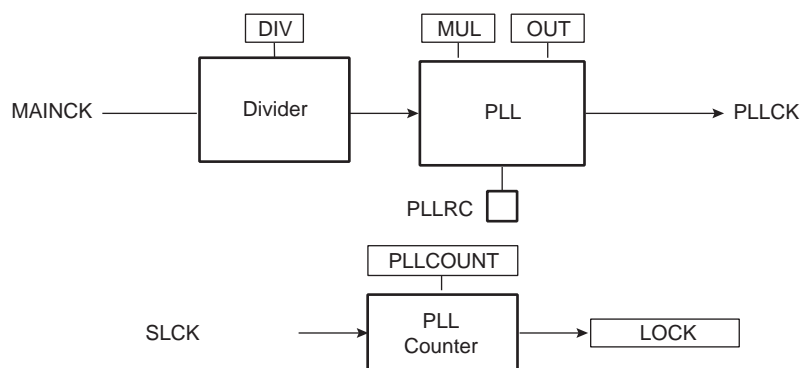 DIV
MUL
OUT
MAINCK
Divider
PLL
PLLCK
PLLRC
PLLCOUNT
SLCK
PLL
Counter
LOCK